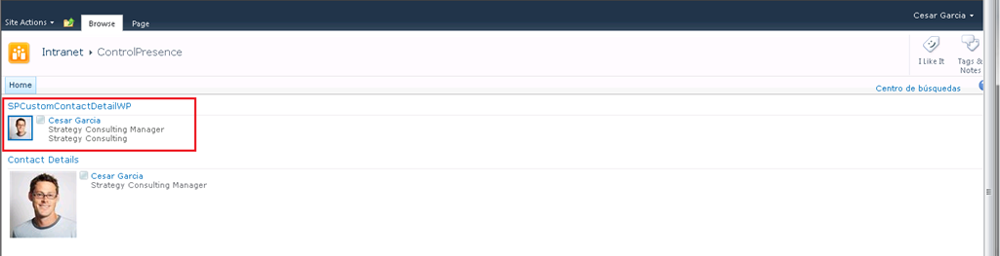 Cesar Garcia
Site Actions Browse Page
Intranet ControlPresence
I Like It Tags & Notes
Home
Centro de búsquedas
SPCustomContactDetailWP
Cesar Garcia
Strategy Consulting Manager
Strategy Consulting
Contact Details
Cesar Garcia
Strategy Consulting Manager